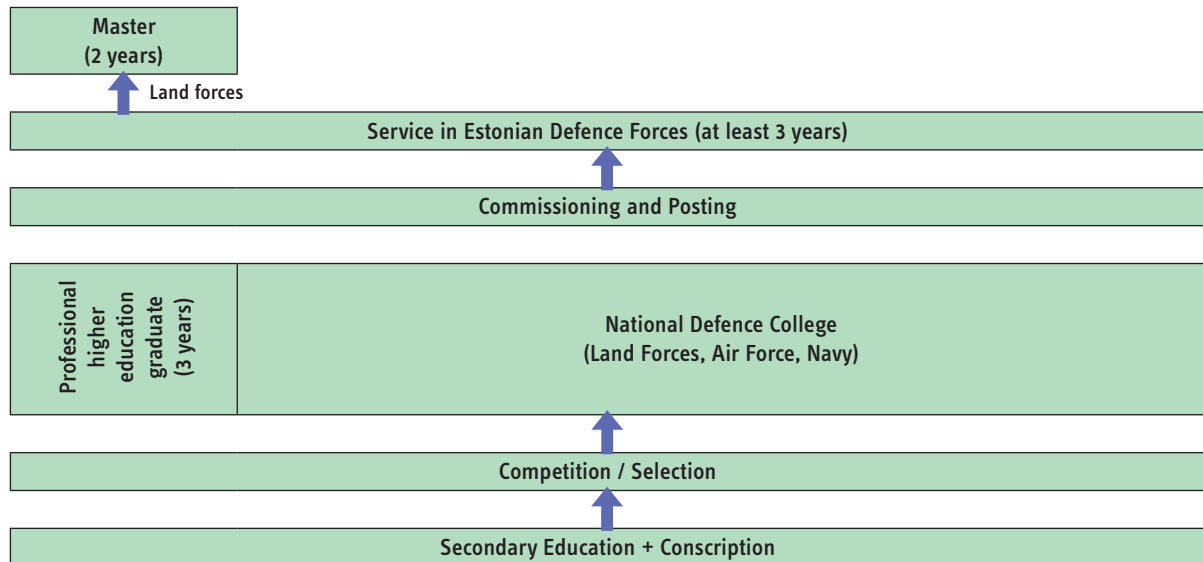 Master
(2 years)
Land forces
Service in Estonian Defence Forces (at least 3 years)
Commissioning and Posting
Professional
higher
education
graduate
(3 years)
National Defence College
(Land Forces, Air Force, Navy)
Competition / Selection
Secondary Education + Conscription